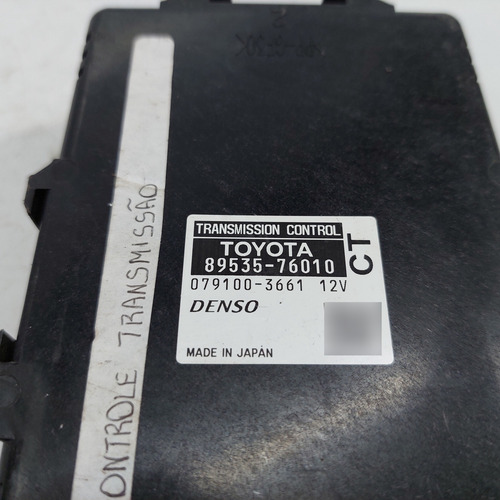 TRANSMISSION CONTROL
TOYOTA
89535-76010
CT
079100-3661 12V
DENSO
MADE IN JAPAN
ONTROLE TRANSMISSÃO